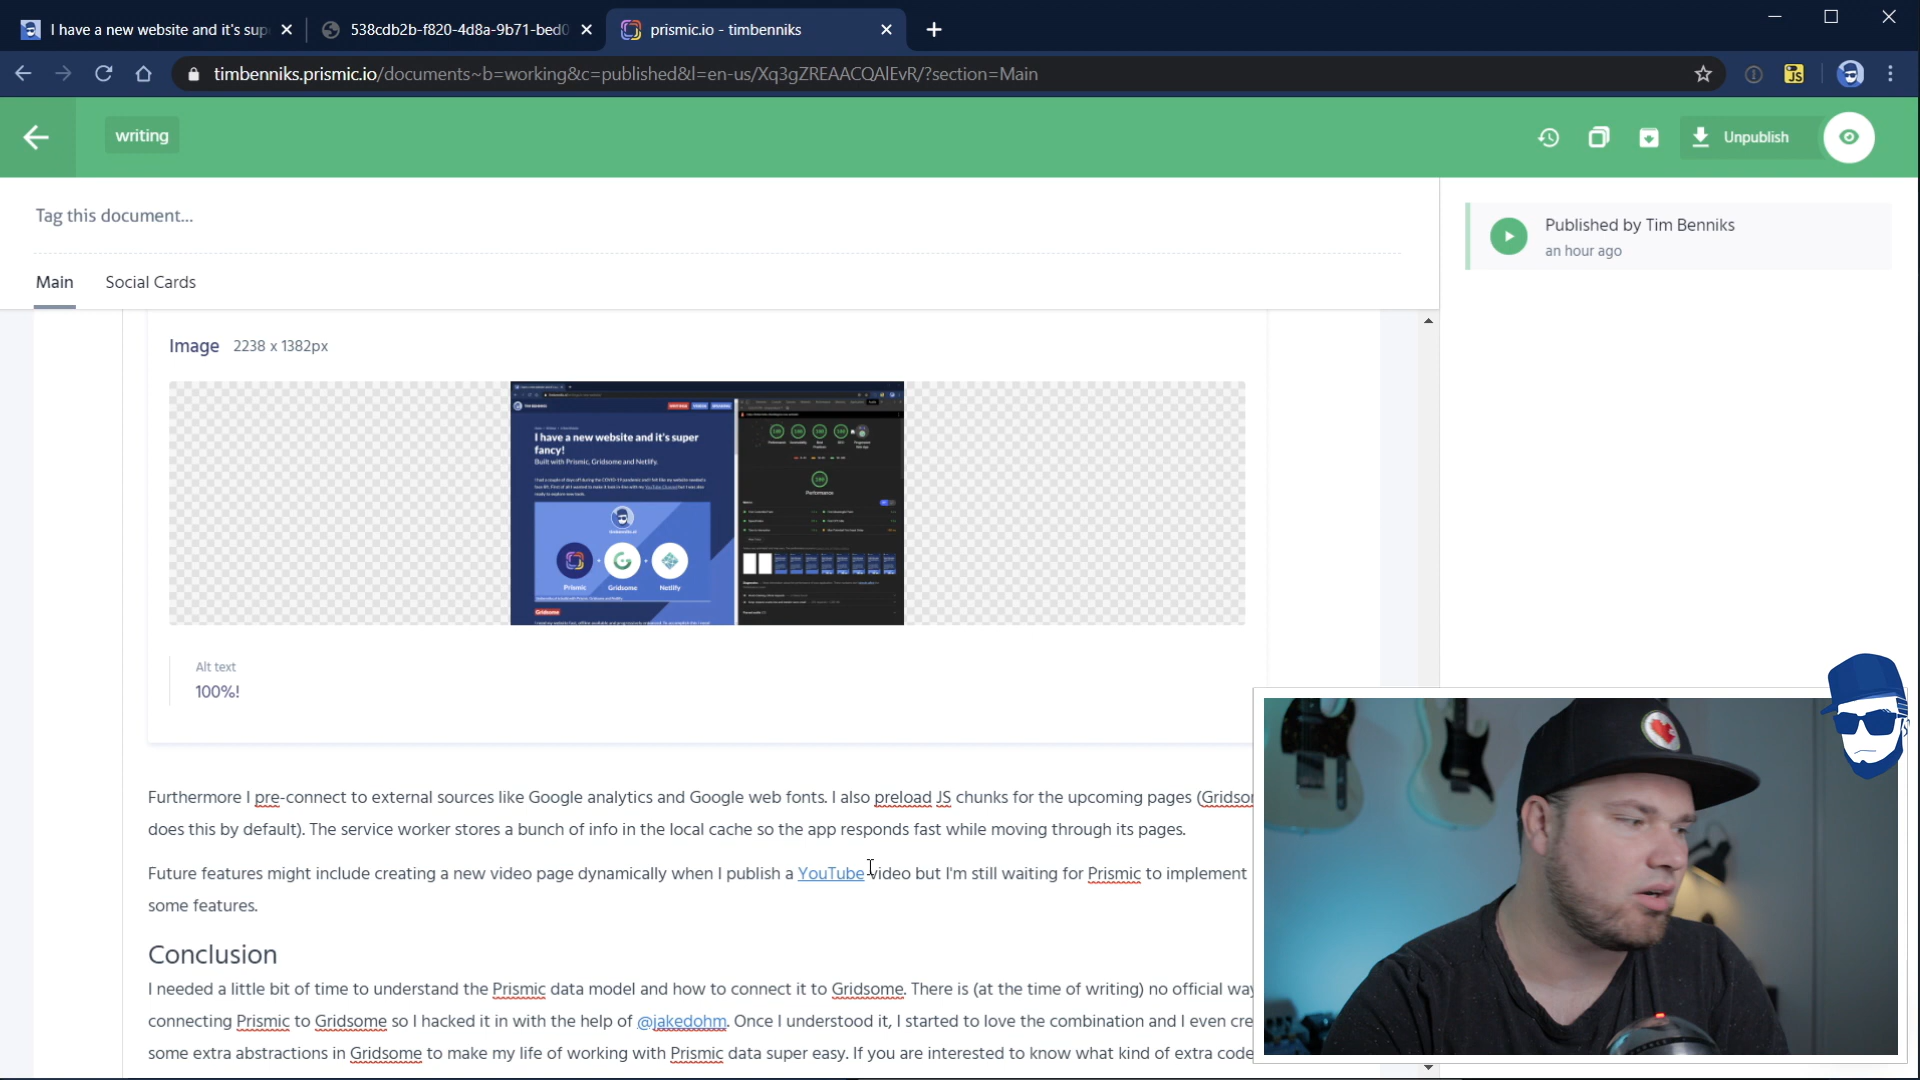 I have a new website and it's sup
538cdb2b-f820-4d8a-9b71-bed0
prismic.io - timbenniks
timbenniks.prismic.io/documents~b=working&c=published&l=en-us/Xq3gZREAACQAlEvR/?section=Main
JS
writing
Unpublish
Tag this document...
Published by Tim Benniks
an hour ago
Main Social Cards
Image 2238 x 1382px
I have a new website and it's super
fancy!
Built with Prismic, Gridsome and Netlify.
Prismic Gridsome Netlify
Gridsome
Performance
Alt text
100%!
Furthermore I pre-connect to external sources like Google analytics and Google web fonts. I also preload JS chunks for the upcoming pages (Gridsom
does this by default). The service worker stores a bunch of info in the local cache so the app responds fast while moving through its pages.
Future features might include creating a new video page dynamically when I publish a YouTube video but I'm still waiting for Prismic to implement
some features.
Conclusion
I needed a little bit of time to understand the Prismic data model and how to connect it to Gridsome. There is (at the time of writing) no official way
connecting Prismic to Gridsome so I hacked it in with the help of @jakedohm. Once I understood it, I started to love the combination and I even cre
some extra abstractions in Gridsome to make my life of working with Prismic data super easy. If you are interested to know what kind of extra code